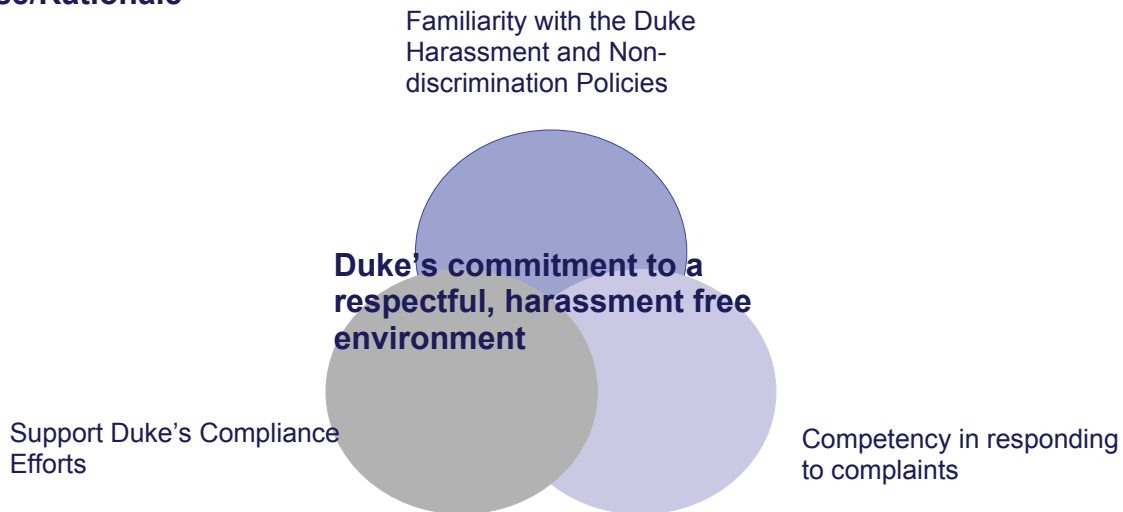 Familiarity with the Duke
Harassment and Non-
discrimination Policies
Duke’s commitment to a
respectful, harassment free
environment
Support Duke’s Compliance
Efforts
Competency in responding
to complaints